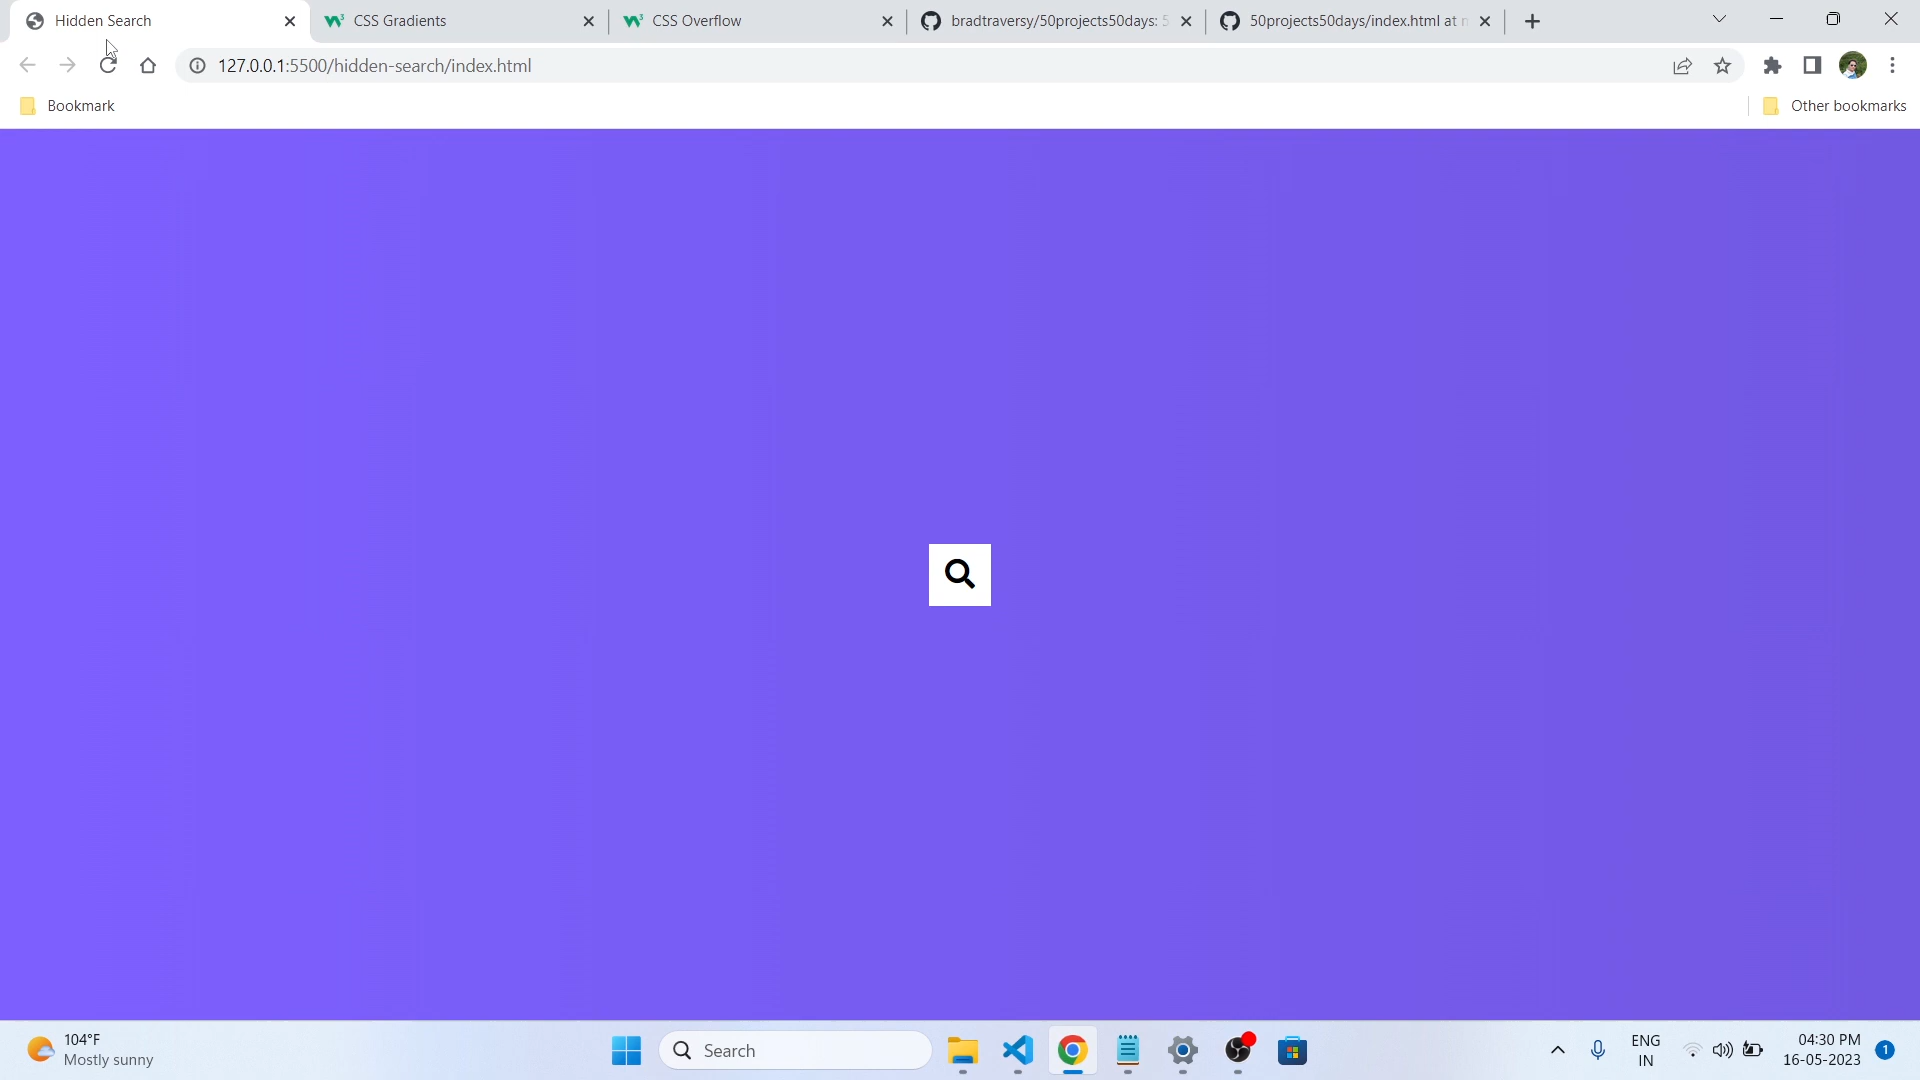 Hidden Search
CSS Gradients
CSS Overflow
bradtraversy/50projects50days: 5
50projects50days/index.html at
127.0.0.1:5500/hidden-search/index.html
Bookmark
Other bookmarks
104°F
Mostly sunny
Search
ENG
IN
04:30 PM
16-05-2023
1